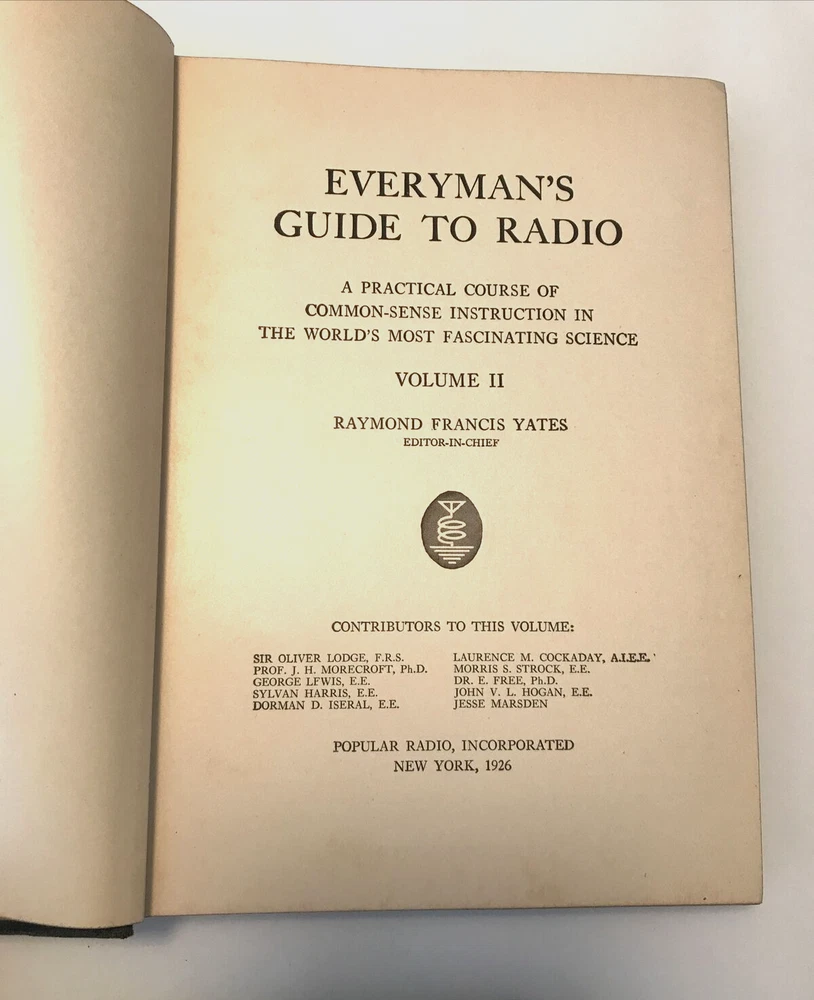 EVERYMAN'S
GUIDE TO RADIO
A PRACTICAL COURSE OF
COMMON-SENSE INSTRUCTION IN
THE WORLD'S MOST FASCINATING SCIENCE
VOLUME II
RAYMOND FRANCIS YATES
EDITOR-IN-CHIEF
CONTRIBUTORS TO THIS VOLUME:
SIR OLIVER LODGE, F.R.S.
PROF. J. H. MORECROFT, Ph.D.
GEORGE LEWIS, E.E.
SYLVAN HARRIS, E.E.
DORMAN D. ISERAL, E.E.
LAURENCE M. COCKADAY, A.I.E.E.
MORRIS S. STROCK, E.E.
DR. E. FREE, Ph.D.
JOHN V. L. HOGAN, E.E.
JESSE MARSDEN
POPULAR RADIO, INCORPORATED
NEW YORK, 1926